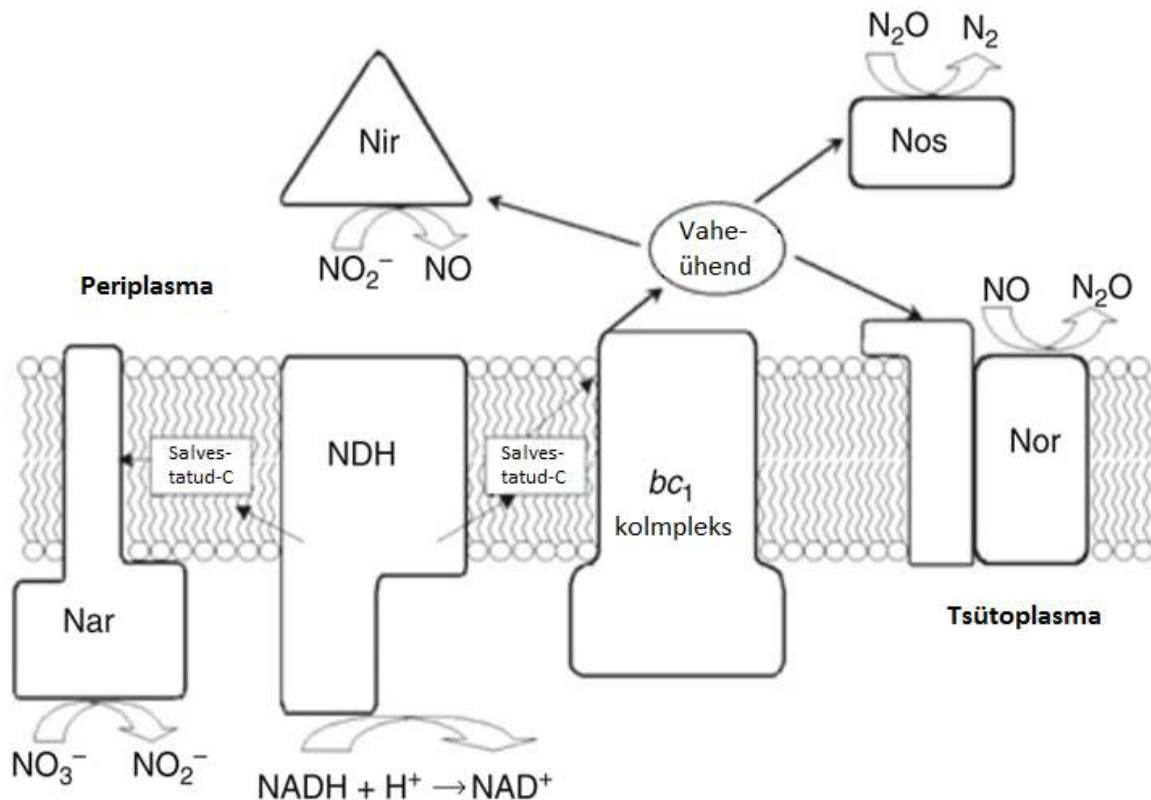 N₂O N₂
Nir
Nos
Vahe-
ühend
NO₂⁻ NO
Periplasma
NO N₂O
Salves-
tatud-C
NDH
Salves-
tatud-C
Nor
bc₁
kolmpleks
Nar
Tsütoplasma
NO₃⁻ NO₂⁻
NADH + H⁺ → NAD⁺